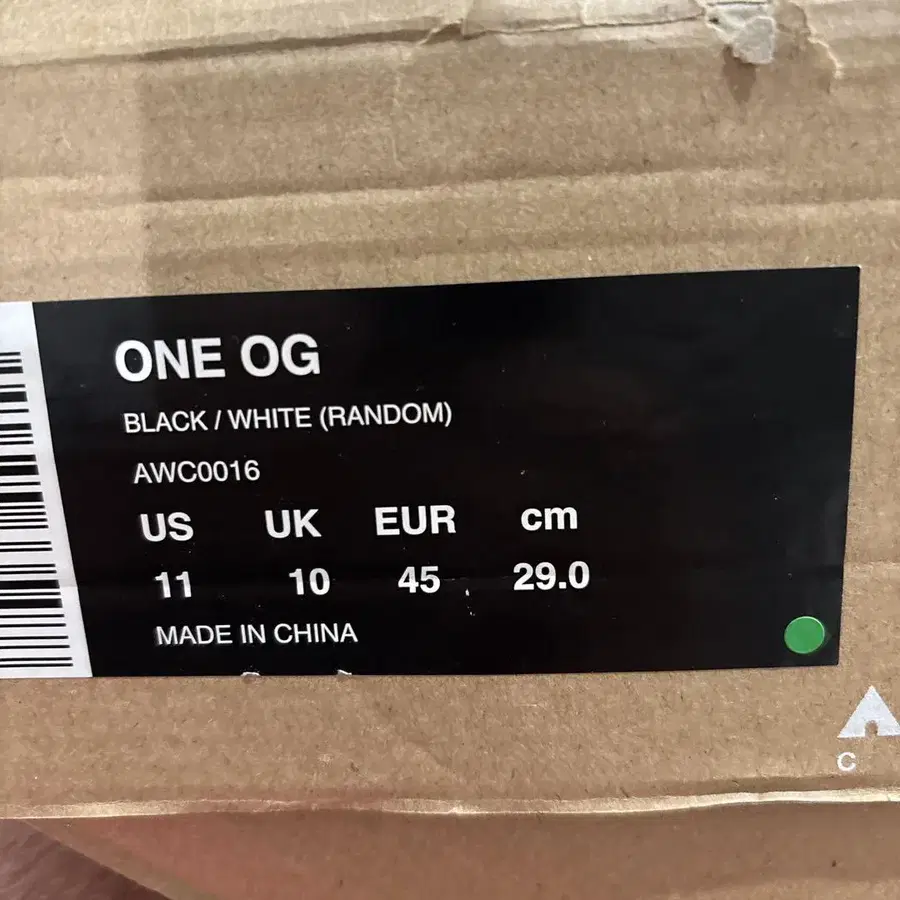 ONE OG
BLACK / WHITE (RANDOM)
AWC0016
US UK EUR cm
11 10 45 29.0
MADE IN CHINA
C